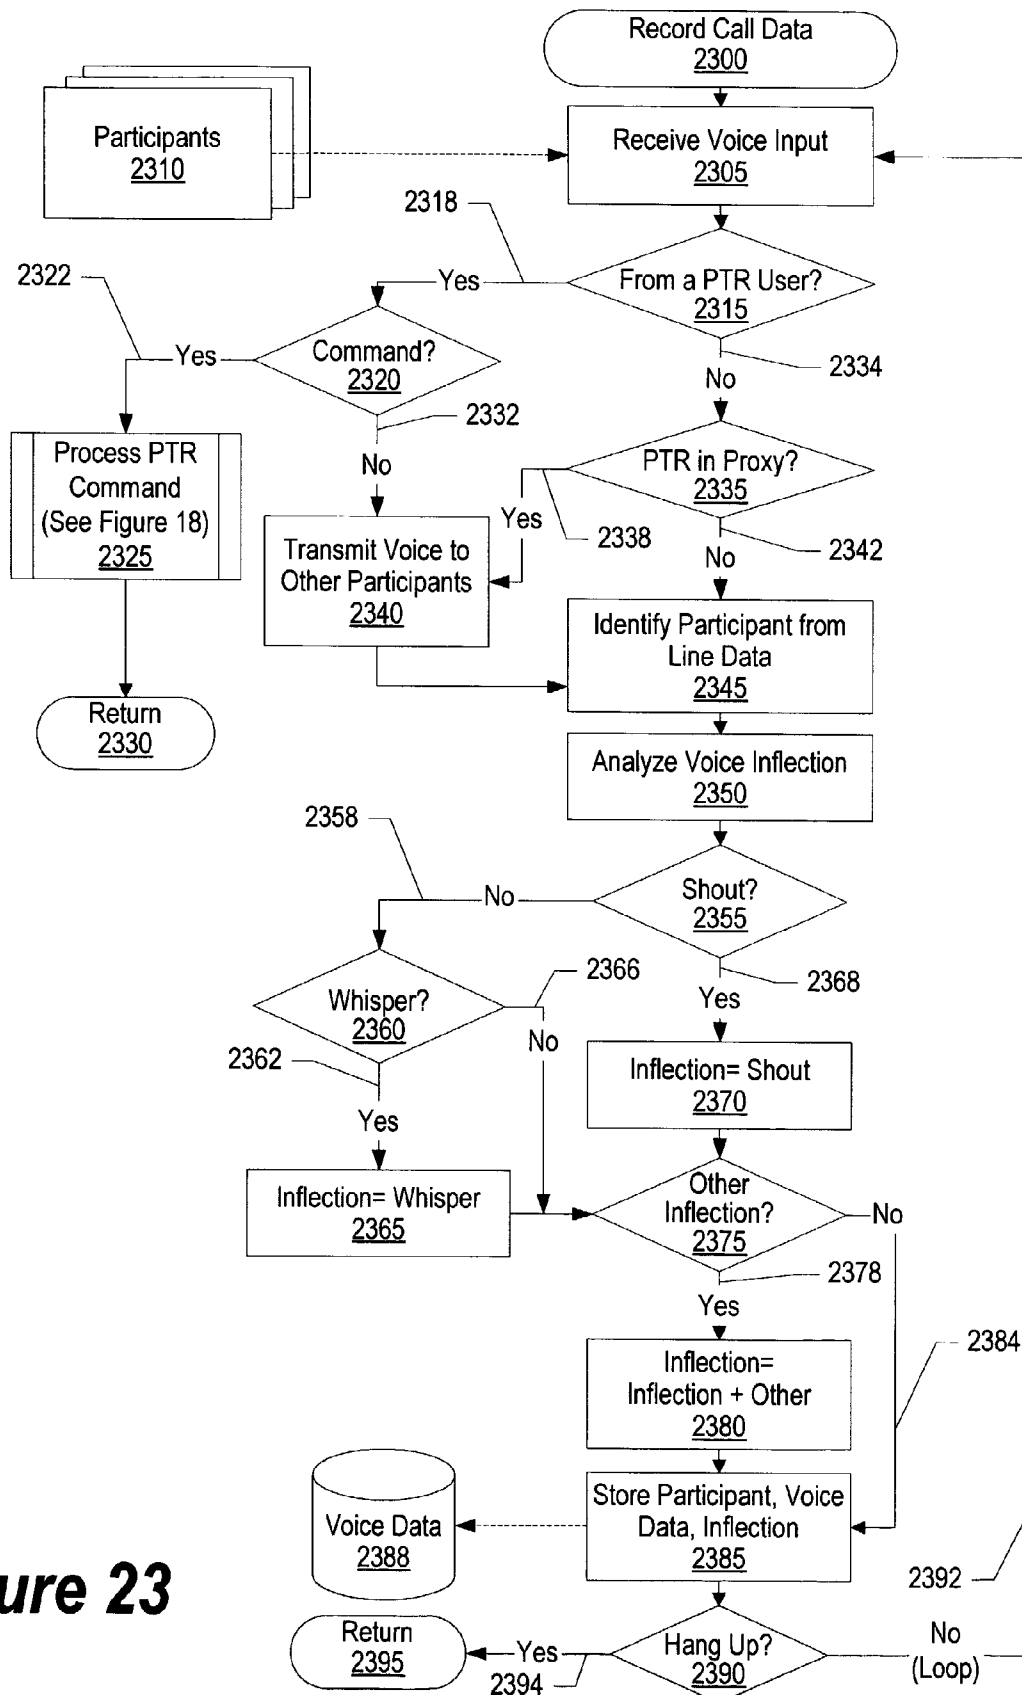 Record Call Data
2300
Participants
2310
Receive Voice Input
2305
2318
2322
Yes
From a PTR User?
2315
Yes
Command?
2320
2334
No
2332
Process PTR
Command
(See Figure 18)
2325
No
PTR in Proxy?
2335
Yes
2338
2342
No
Transmit Voice to
Other Participants
2340
Identify Participant from
Line Data
2345
Return
2330
Analyze Voice Inflection
2350
2358
No
Shout?
2355
2366
2368
Whisper?
2360
Yes
No
2362
Inflection= Shout
2370
Yes
Inflection= Whisper
2365
Other
Inflection?
2375
No
2378
Yes
2384
Inflection=
Inflection + Other
2380
Voice Data
2388
Store Participant, Voice
Data, Inflection
2385
2392
ure 23
Return
2395
Yes
2394
Hang Up?
2390
No
(Loop)